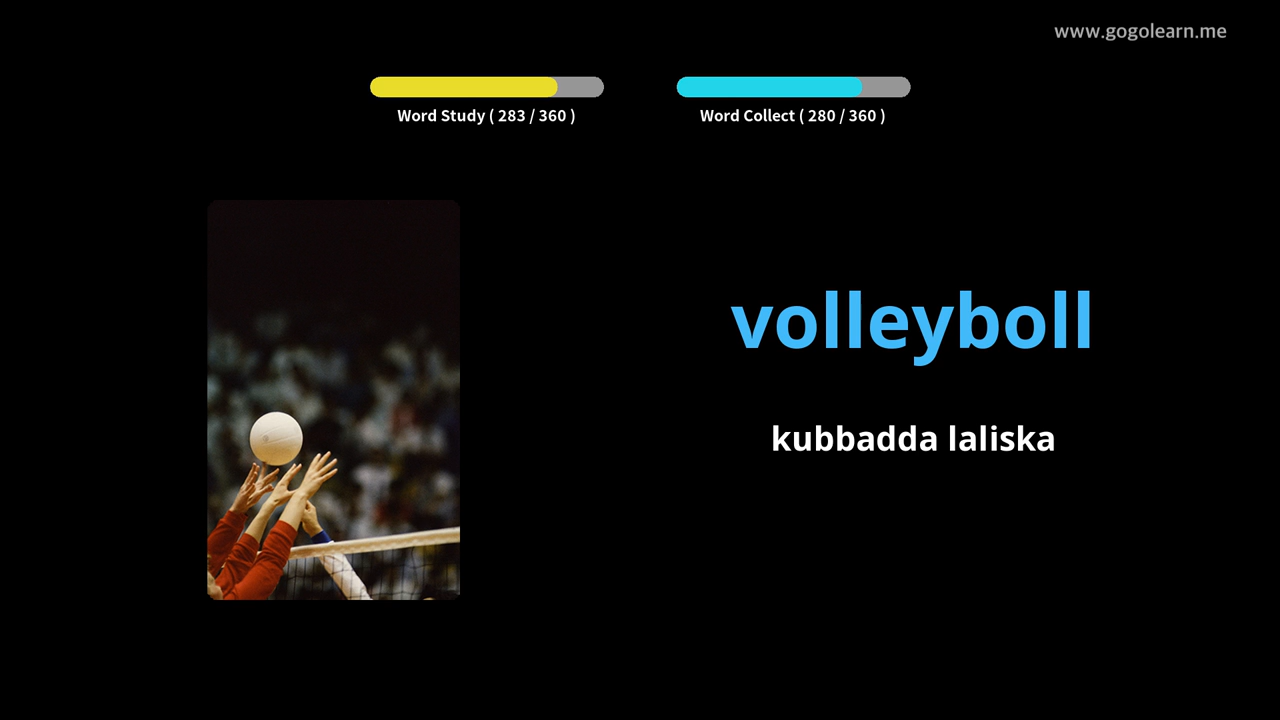 www.gogolearn.me
Word Study ( 283 / 360 )
Word Collect ( 280 / 360 )
volleyboll
kubbadda laliska